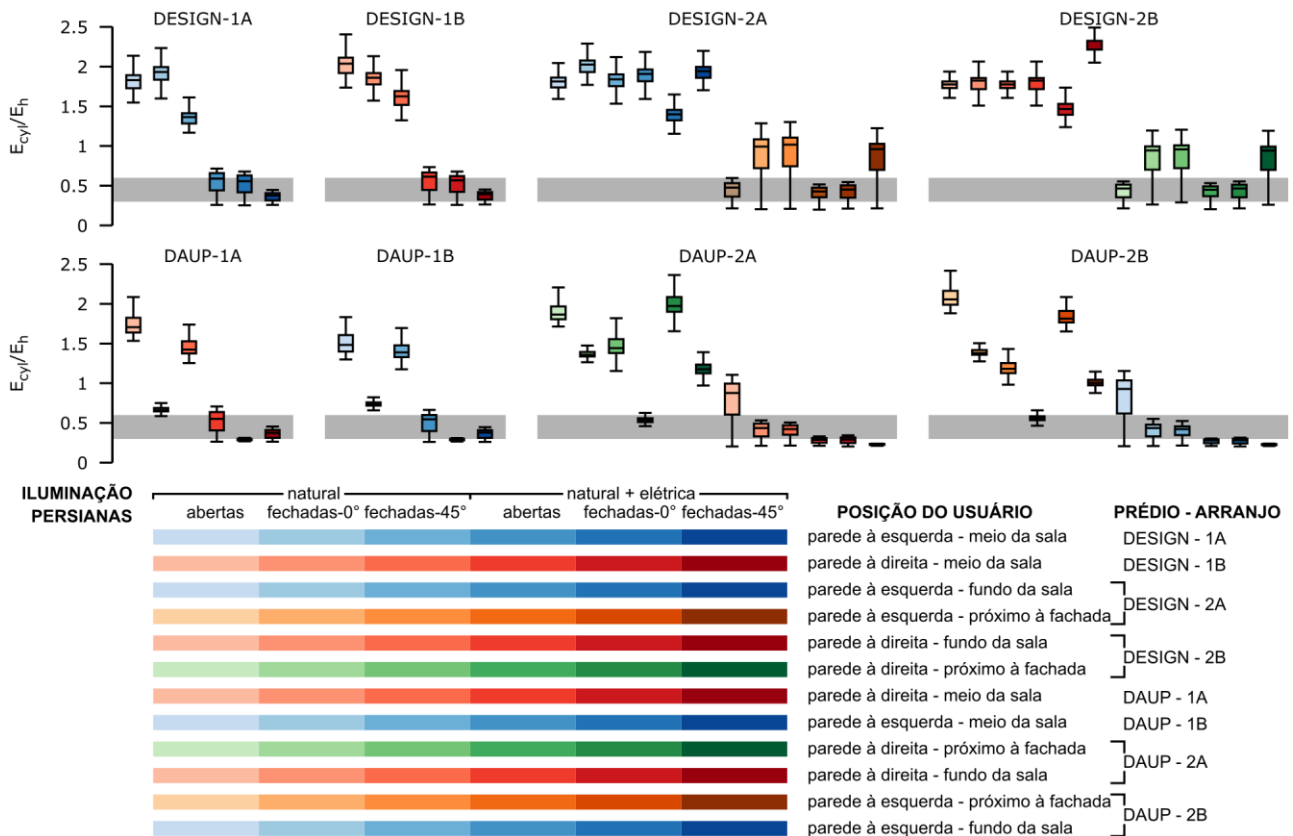 DESIGN-1A DESIGN-1B DESIGN-2A DESIGN-2B
2.5
2
1.5
1
0.5
0
Ecyl/Eh
DAUP-1A DAUP-1B DAUP-2A DAUP-2B
2.5
2
1.5
1
0.5
0
Ecyl/Eh
ILUMINAÇÃO natural natural + elétrica
PERSIANAS abertas fechadas-0° fechadas-45° abertas fechadas-0° fechadas-45° POSIÇÃO DO USUÁRIO PRÉDIO - ARRANJO
parede à esquerda - meio da sala DESIGN - 1A
parede à direita - meio da sala DESIGN - 1B
parede à esquerda - fundo da sala
DESIGN - 2A
parede à esquerda - próximo à fachada
parede à direita - fundo da sala
DESIGN - 2B
parede à direita - próximo à fachada
parede à direita - meio da sala DAUP - 1A
parede à esquerda - meio da sala DAUP - 1B
parede à direita - próximo à fachada
DAUP - 2A
parede à direita - fundo da sala
parede à esquerda - próximo à fachada
DAUP - 2B
parede à esquerda - fundo da sala